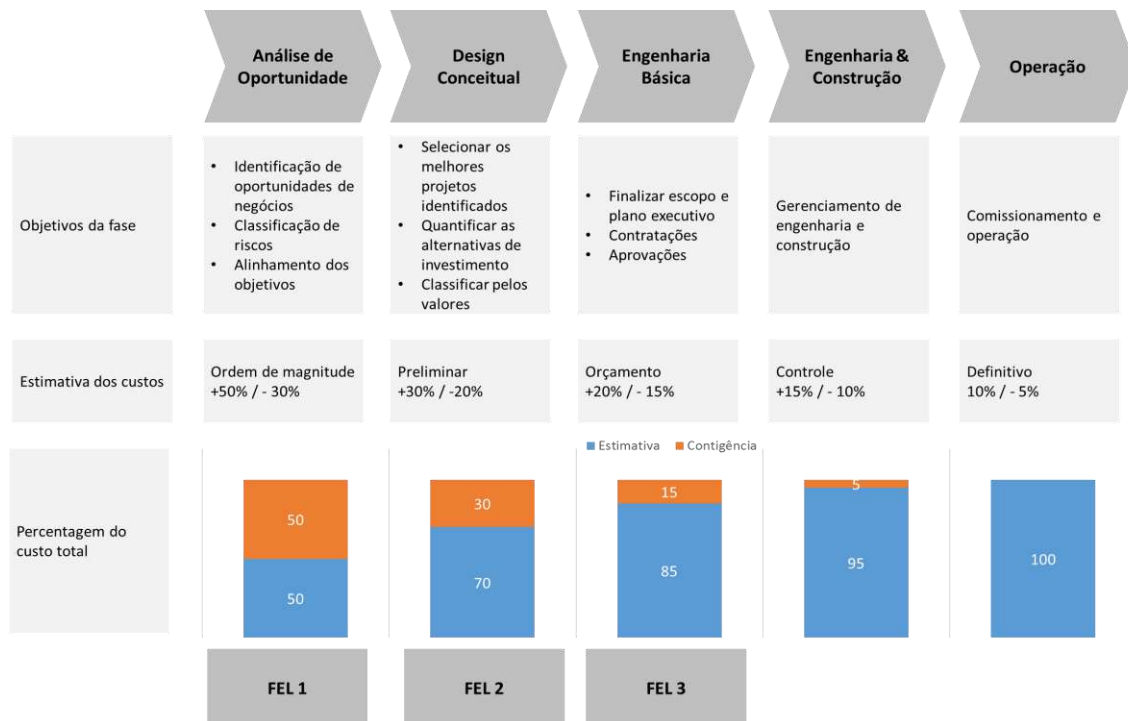 Análise de
Oportunidade
Design
Conceitual
Engenharia
Básica
Engenharia &
Construção
Operação
Objetivos da fase
• Identificação de
oportunidades de
negócios
• Classificação de
riscos
• Alinhamento dos
objetivos
• Selecionar os
melhores
projetos
identificados
• Quantificar as
alternativas de
investimento
• Classificar pelos
valores
• Finalizar escopo e
plano executivo
• Contratações
• Aprovações
Gerenciamento de
engenharia e
construção
Comissionamento e
operação
Estimativa dos custos
Ordem de magnitude
+50% / - 30%
Preliminar
+30% / -20%
Orçamento
+20% / - 15%
Controle
+15% / - 10%
Definitivo
10% / - 5%
Estimativa
Contigência
Percentagem do
custo total
50
50
30
70
15
85
5
95
100
FEL 1
FEL 2
FEL 3